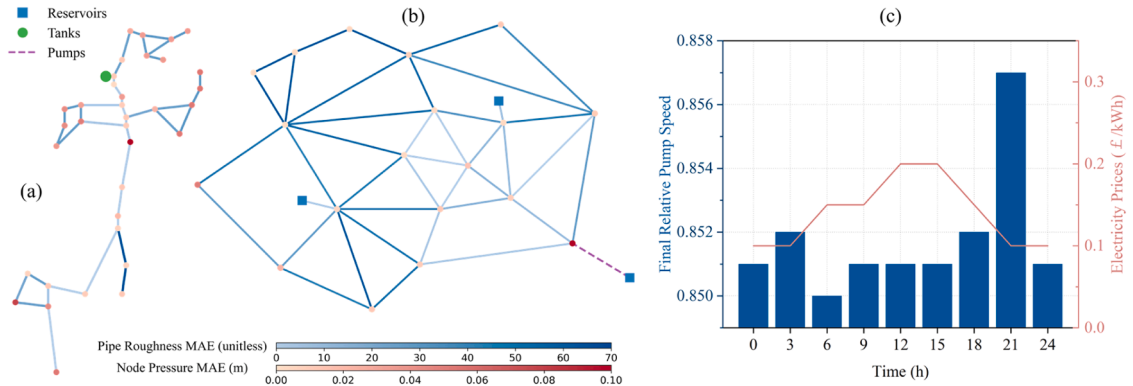 Reservoirs
Tanks
Pumps
(a)
(b)
Pipe Roughness MAE (unitless)
0 10 20 30 40 50 60 70
Node Pressure MAE (m)
0.00 0.02 0.04 0.06 0.08 0.10
(c)
Final Relative Pump Speed
0.858
0.856
0.854
0.852
0.850
0 3 6 9 12 15 18 21 24
Time (h)
0.3
0.2
0.1
0.0
Electricity Prices (£/kWh)